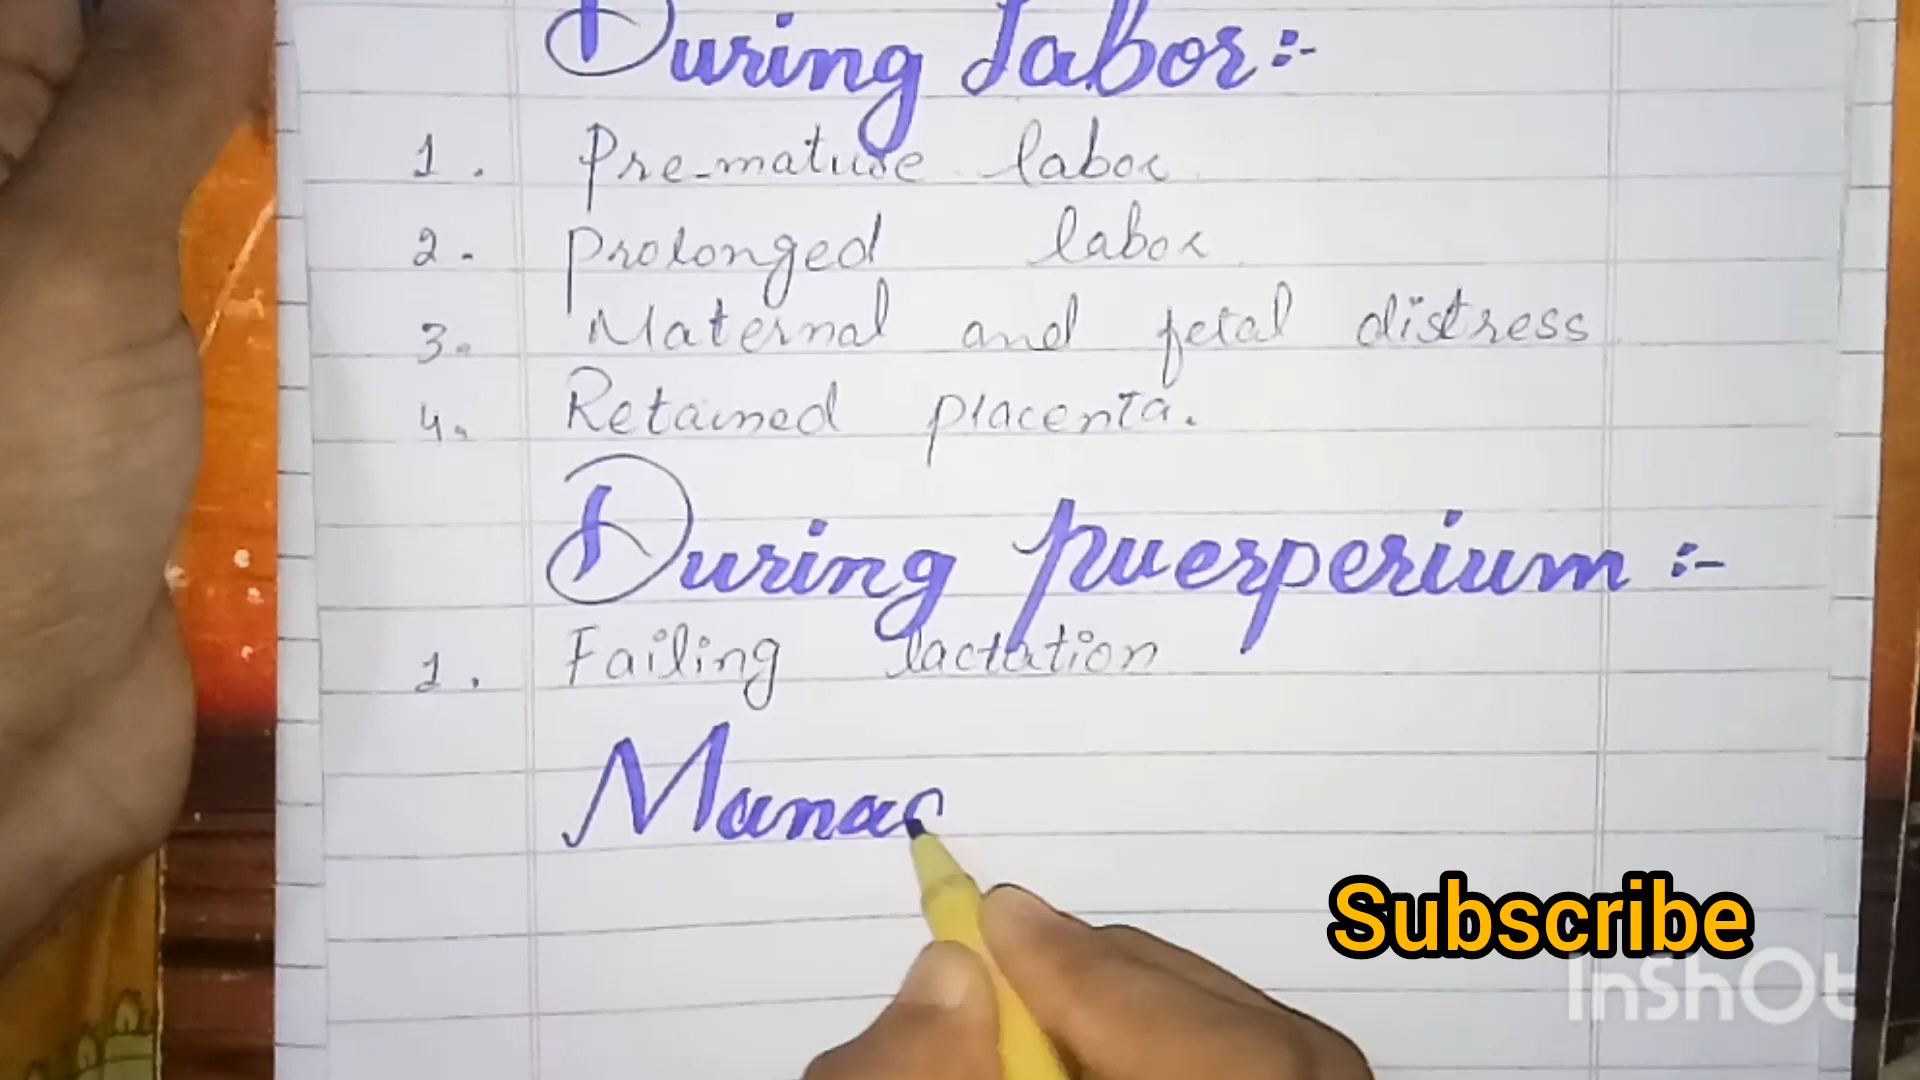 During Labor :-
1. Pre-mature labor
2. Prolonged labor
3. Maternal and fetal distress
4. Retained placenta.
During puerperium :-
1. Failing lactation
Mana
Subscribe
InShOt